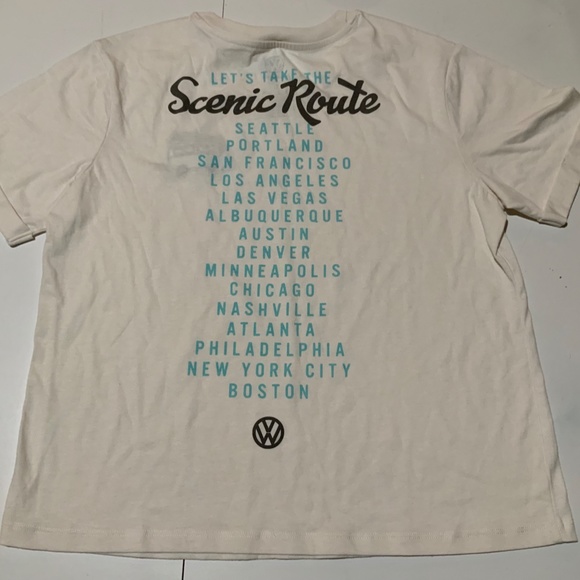 LET'S TAKE THE
Scenic Route
SEATTLE
PORTLAND
SAN FRANCISCO
LOS ANGELES
LAS VEGAS
ALBUQUERQUE
AUSTIN
DENVER
MINNEAPOLIS
CHICAGO
NASHVILLE
ATLANTA
PHILADELPHIA
NEW YORK CITY
BOSTON
VW